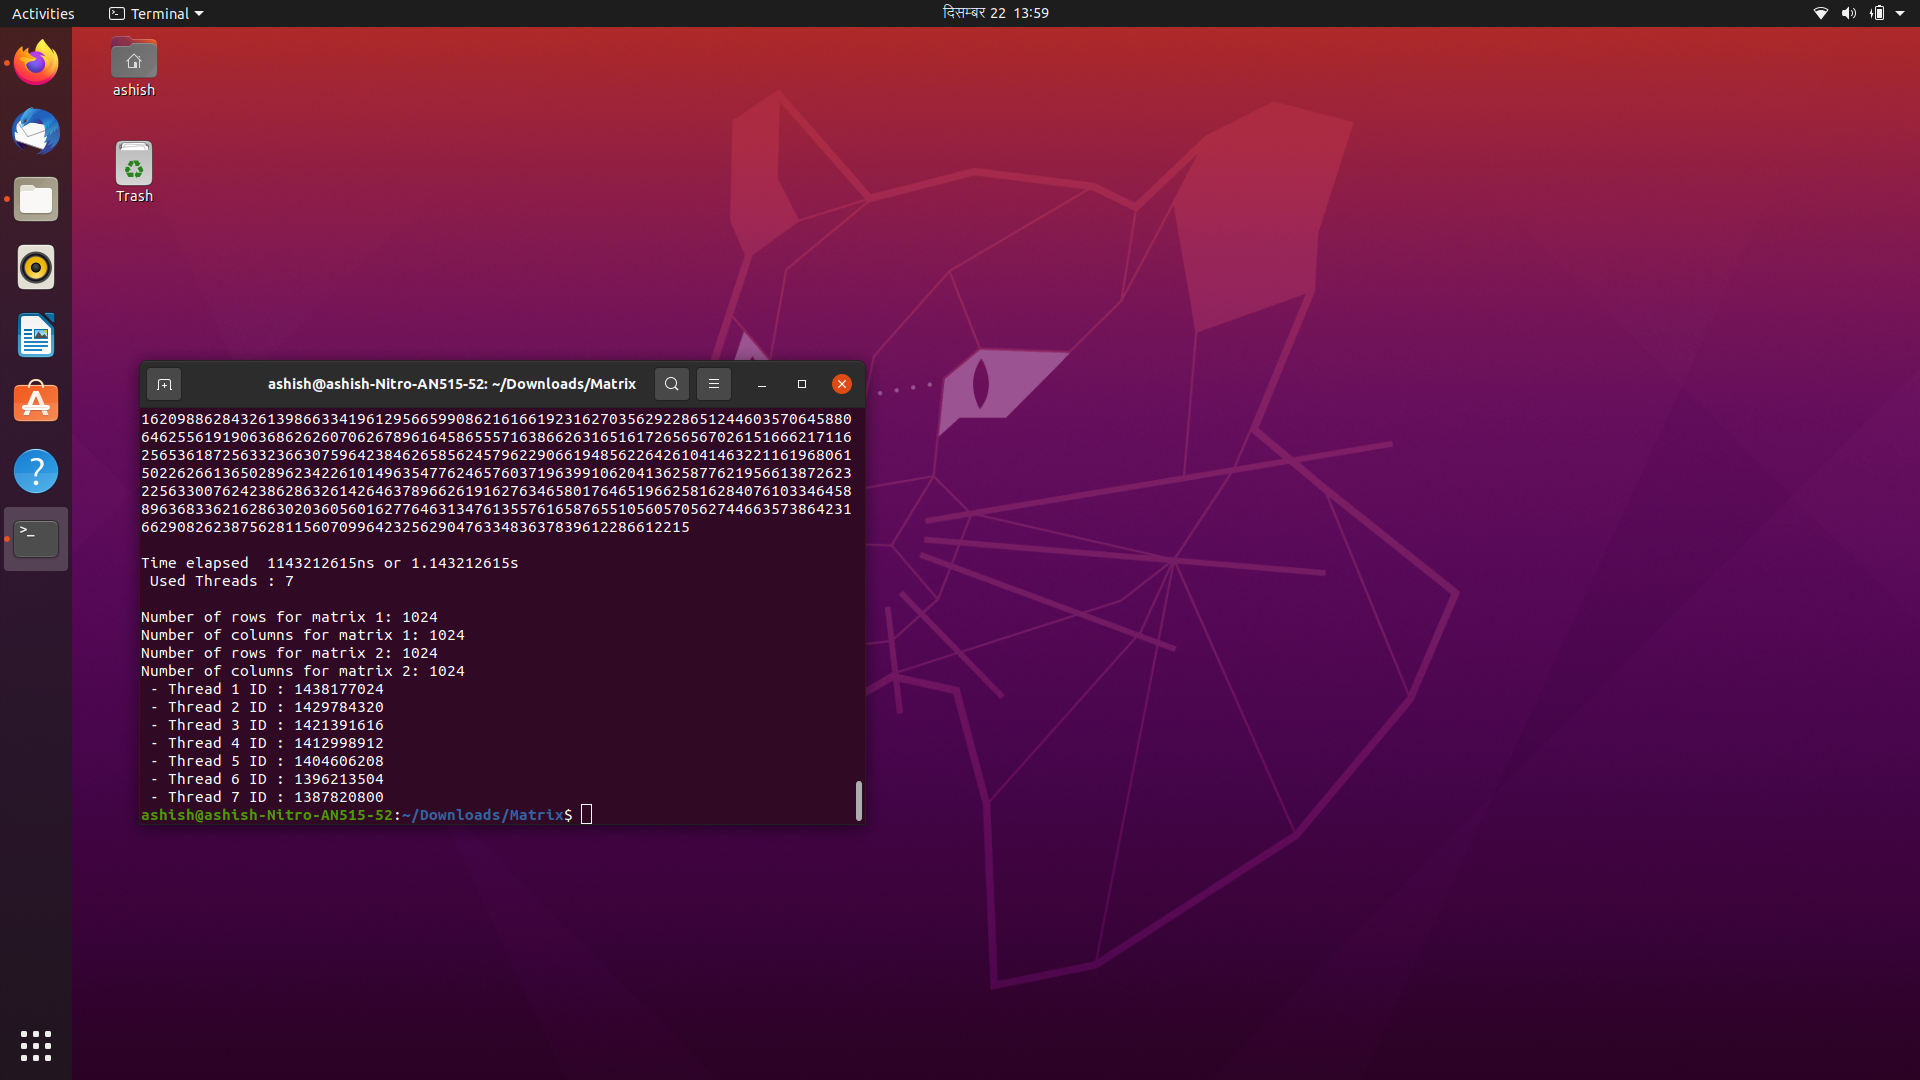 Activities
Terminal
दिसम्बर 22 13:59
ashish
Trash
ashish@ashish-Nitro-AN515-52: ~/Downloads/Matrix
1620988628432613986633419612956659908621616619231627035629228651244603570645880
6462556191906368626260706267896164586555716386626316516172656567026151666217116
2565361872563323663075964238462658562457962290661948562264261041463221161968061
5022626613650289623422610149635477624657603719639910620413625877621956613872623
2256330076242386286326142646378966261916276346580176465196625816284076103346458
8963683362162863020360560162776463134761355761658765510560570562744663573864231
6629082623875628115607099642325629047633483637839612286612215
Time elapsed  1143212615ns or 1.143212615s
Used Threads : 7
Number of rows for matrix 1: 1024
Number of columns for matrix 1: 1024
Number of rows for matrix 2: 1024
Number of columns for matrix 2: 1024
- Thread 1 ID : 1438177024
- Thread 2 ID : 1429784320
- Thread 3 ID : 1421391616
- Thread 4 ID : 1412998912
- Thread 5 ID : 1404606208
- Thread 6 ID : 1396213504
- Thread 7 ID : 1387820800
ashish@ashish-Nitro-AN515-52:~/Downloads/Matrix$